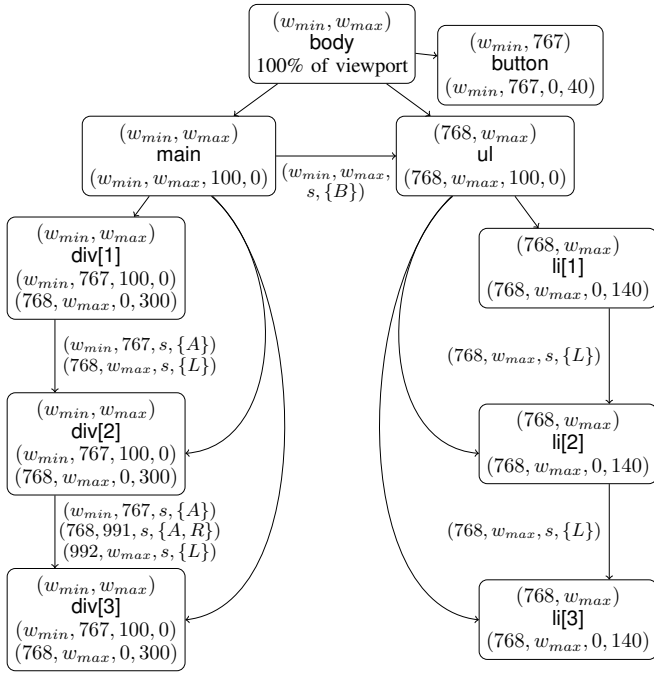 (w_min, w_max)
body
100% of viewport
(w_min, 767)
button
(w_min, 767, 0, 40)
(w_min, w_max)
main
(w_min, w_max, 100, 0)
(w_min, w_max,
s, {B})
(768, w_max)
ul
(768, w_max, 100, 0)
(w_min, w_max)
div[1]
(w_min, 767, 100, 0)
(768, w_max, 0, 300)
(768, w_max)
li[1]
(768, w_max, 0, 140)
(w_min, 767, s, {A})
(768, w_max, s, {L})
(768, w_max, s, {L})
(w_min, w_max)
div[2]
(w_min, 767, 100, 0)
(768, w_max, 0, 300)
(768, w_max)
li[2]
(768, w_max, 0, 140)
(w_min, 767, s, {A})
(768, 991, s, {A, R})
(992, w_max, s, {L})
(768, w_max, s, {L})
(w_min, w_max)
div[3]
(w_min, 767, 100, 0)
(768, w_max, 0, 300)
(768, w_max)
li[3]
(768, w_max, 0, 140)